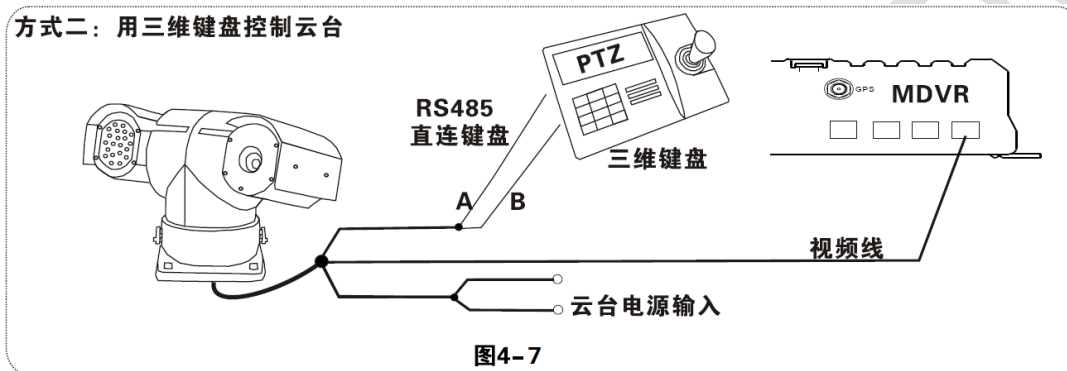 方式二：用三维键盘控制云台
PTZ
GPS
MDVR
RS485
直连键盘
三维键盘
A
B
视频线
云台电源输入
图4-7